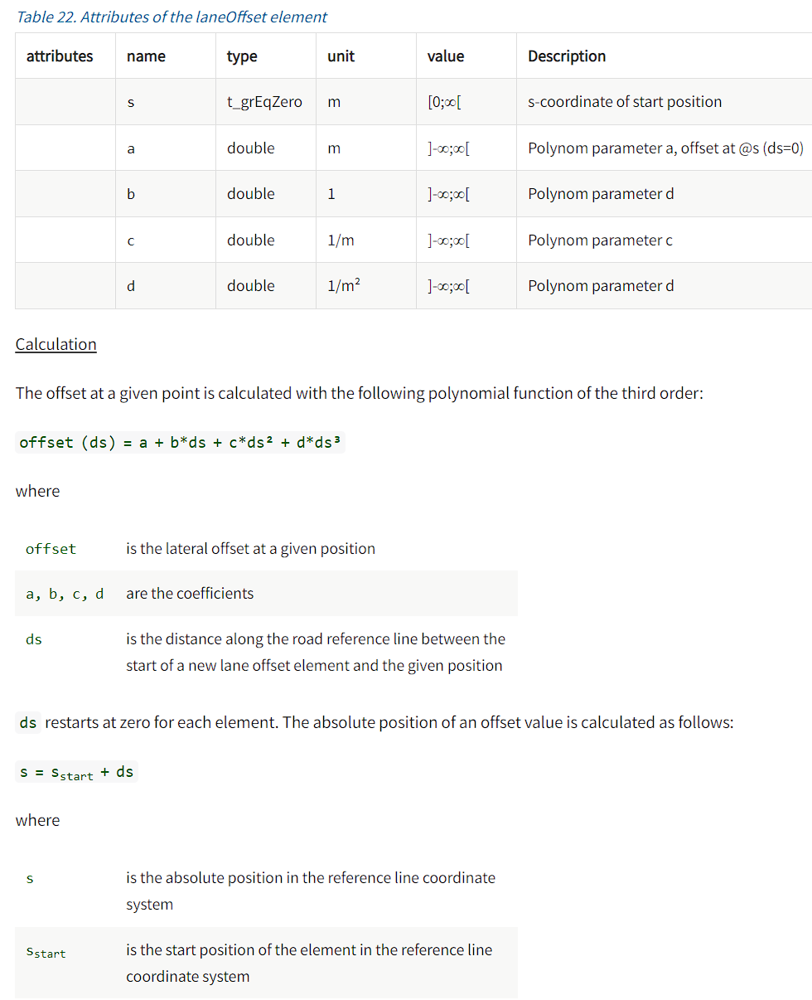 Table 22. Attributes of the laneOffset element
attributes name type unit value Description
s t_grEqZero m [0;∞[ s-coordinate of start position
a double m ]-∞;∞[ Polynom parameter a, offset at @s (ds=0)
b double 1 ]-∞;∞[ Polynom parameter d
c double 1/m ]-∞;∞[ Polynom parameter c
d double 1/m² ]-∞;∞[ Polynom parameter d
Calculation
The offset at a given point is calculated with the following polynomial function of the third order:
offset (ds) = a + b*ds + c*ds² + d*ds³
where
offset is the lateral offset at a given position
a, b, c, d are the coefficients
ds is the distance along the road reference line between the
start of a new lane offset element and the given position
ds restarts at zero for each element. The absolute position of an offset value is calculated as follows:
s = sstart + ds
where
s is the absolute position in the reference line coordinate
system
sstart is the start position of the element in the reference line
coordinate system